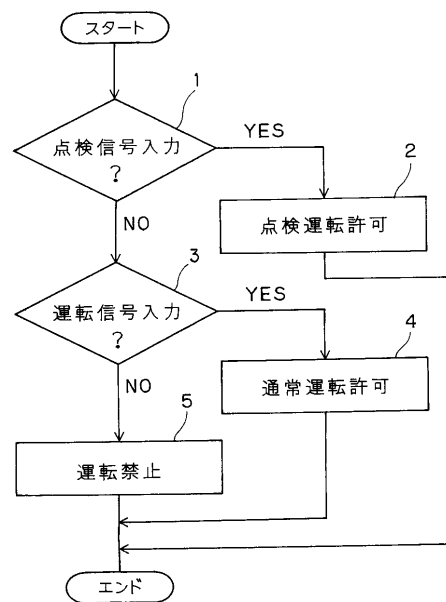 スタート
1
点検信号入力
?
YES
2
点検運転許可
NO
3
運転信号入力
?
YES
4
通常運転許可
NO
5
運転禁止
エンド